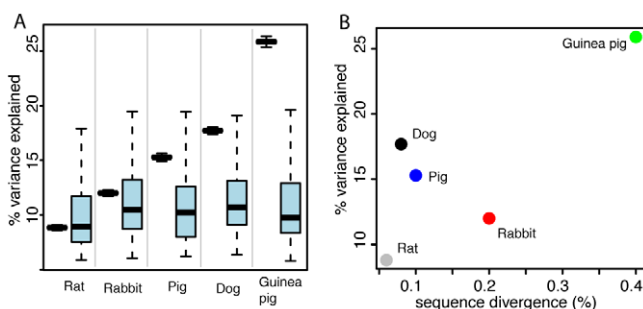 A
% variance explained
25
20
15
10
Rat Rabbit Pig Dog Guinea pig
B
% variance explained
25
20
15
10
Guinea pig
Dog
Pig
Rabbit
Rat
0.1 0.2 0.3 0.4
sequence divergence (%)